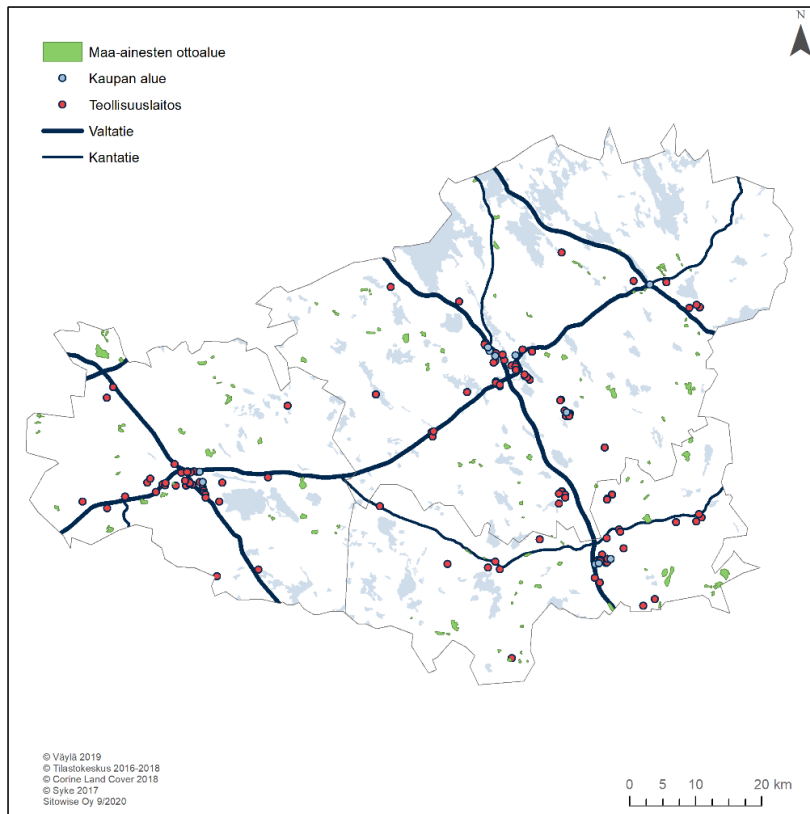 N
Maa-ainesten ottoalue
Kaupan alue
Teollisuuslaitos
Valtatie
Kantatie
© Väylä 2019
© Tilastokeskus 2016-2018
© Corine Land Cover 2018
© Syke 2017
Sitowise Oy 9/2020
0 5 10 20 km